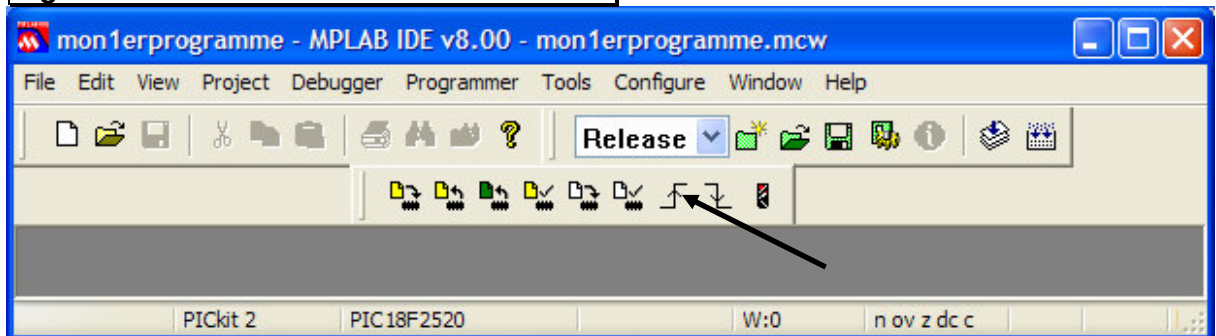 mon1erprogramme - MPLAB IDE v8.00 - mon1erprogramme.mcw
File Edit View Project Debugger Programmer Tools Configure Window Help
Release
PICkit 2 PIC18F2520 W:0 n ov z dc c